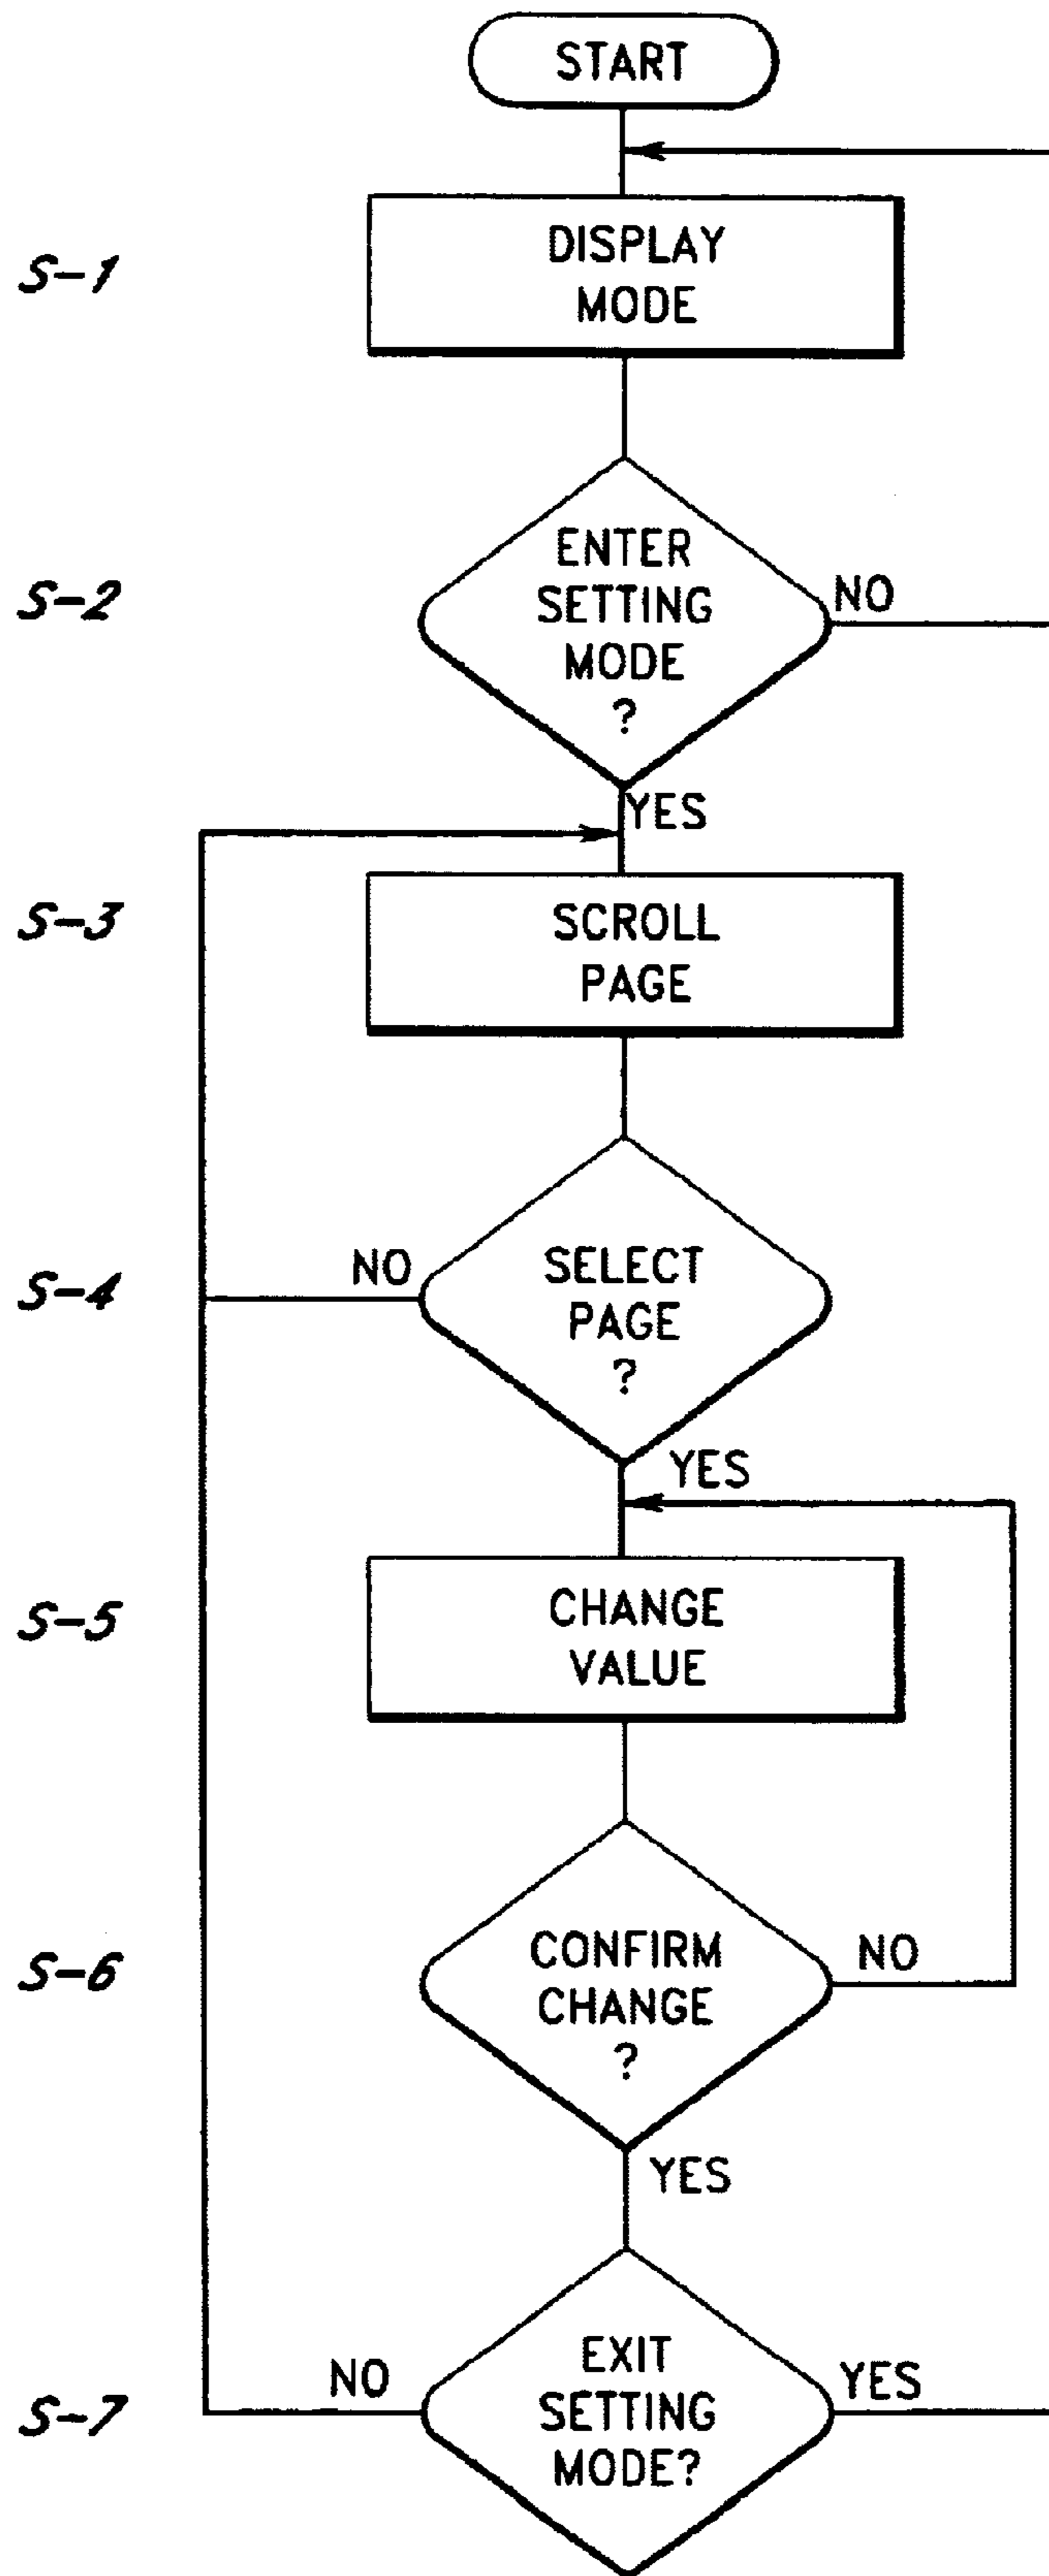 START
S-1
DISPLAY
MODE
S-2
ENTER
SETTING
MODE
?
NO
YES
S-3
SCROLL
PAGE
S-4
NO
SELECT
PAGE
?
YES
S-5
CHANGE
VALUE
S-6
CONFIRM
CHANGE
?
NO
YES
S-7
NO
EXIT
SETTING
MODE?
YES